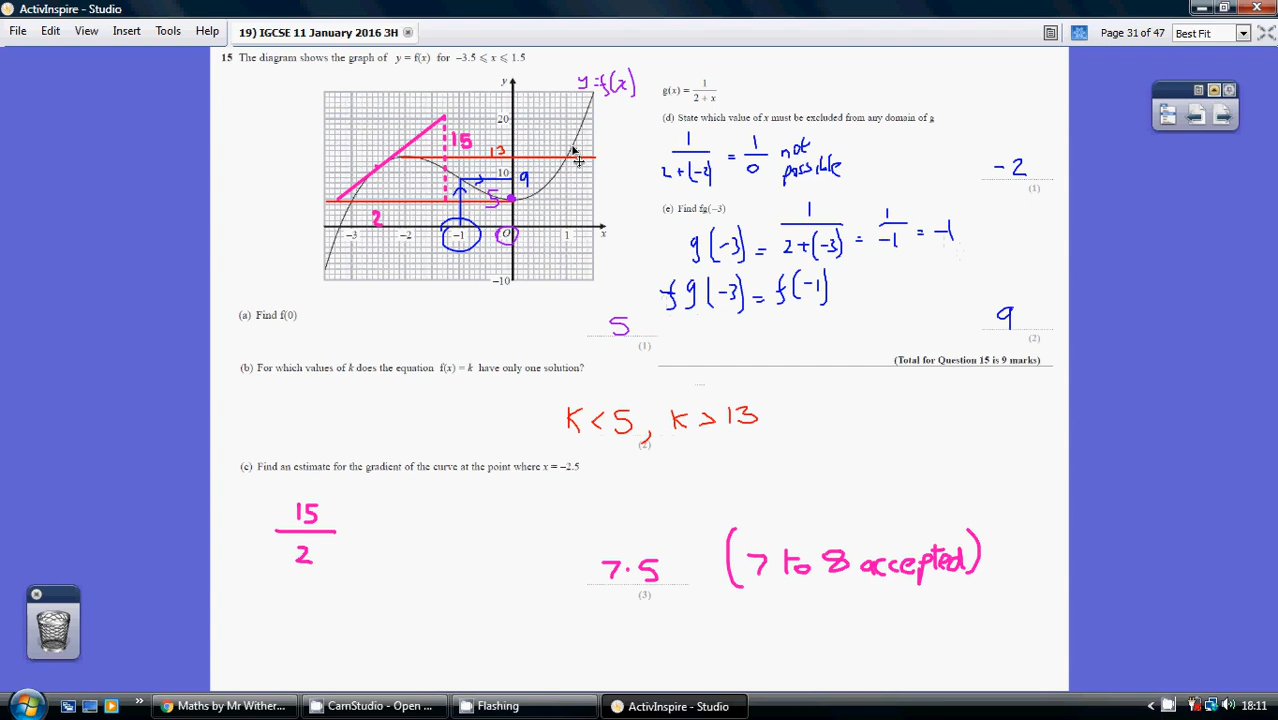 ActivInspire - Studio
File Edit View Insert Tools Help
19) IGCSE 11 January 2016 3H
Page 31 of 47
Best Fit
15 The diagram shows the graph of y = f(x) for −3.5 ⩽ x ⩽ 1.5
y
y=f(x)
20
15
13
10
9
5
2
−3 −2 −1 O 1 x
0
−10
(a) Find f(0)
5
(1)
(b) For which values of k does the equation f(x) = k have only one solution?
K < 5, K > 13
(2)
(c) Find an estimate for the gradient of the curve at the point where x = −2.5
15
2
7.5 (7 to 8 accepted)
(3)
g(x) = 1
2 + x
(d) State which value of x must be excluded from any domain of g
1/2+(-2) = 1/0 not possible
-2
(1)
(e) Find fg(−3)
g(-3) = 1/2+(-3) = 1/-1 = -1
fg(-3) = f(-1)
9
(2)
(Total for Question 15 is 9 marks)
Maths by Mr Wither...
CamStudio - Open ...
Flashing
ActivInspire - Studio
18:11